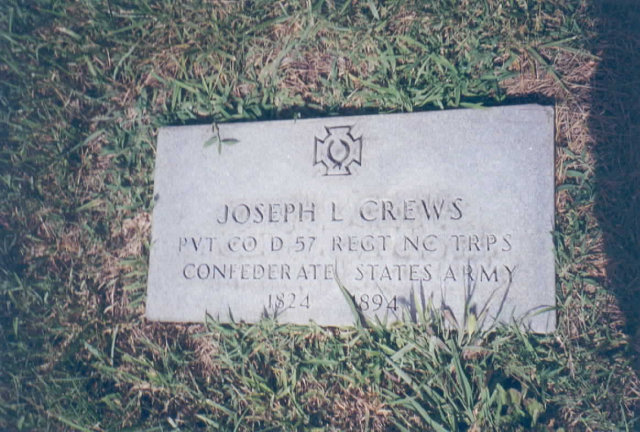 JOSEPH L CREWS
PVT CO D 57 REGT NC TRPS
CONFEDERATE STATES ARMY
1824 1894